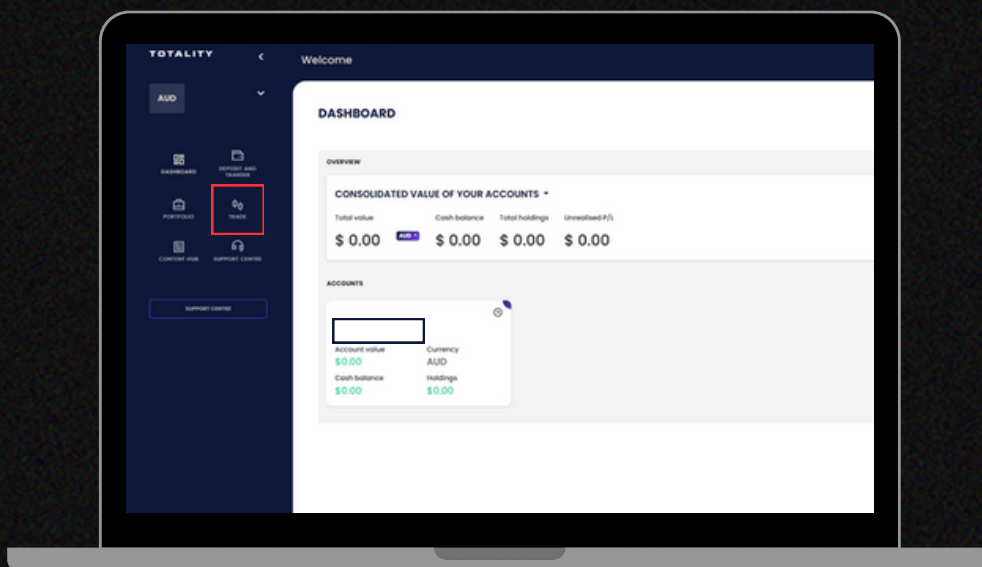 TOTALITY
Welcome
AUD
DASHBOARD
DASHBOARD
DEPOSIT AND
TRANSFER
PORTFOLIO
TRADE
CONTENT HUB
SUPPORT CENTRE
SUPPORT CENTRE
OVERVIEW
CONSOLIDATED VALUE OF YOUR ACCOUNTS
Total value Cash balance Total holdings Unrealised P/L
$ 0.00 AUD $ 0.00 $ 0.00 $ 0.00
ACCOUNTS
Account value Currency
$0.00 AUD
Cash balance Holdings
$0.00 $0.00